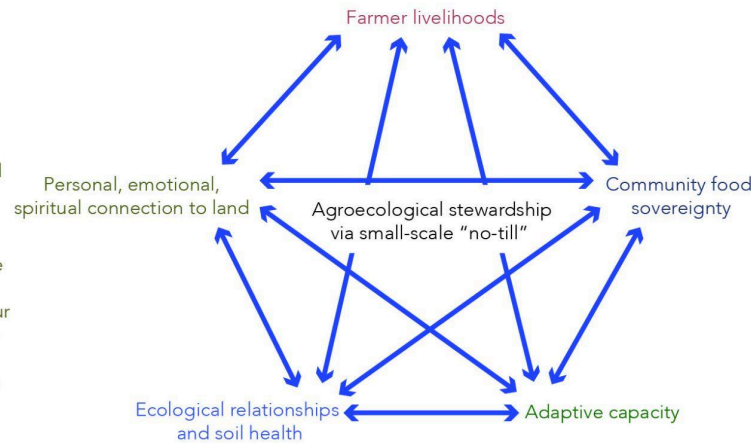 Farmer livelihoods
Personal, emotional,
spiritual connection to land
Agroecological stewardship
via small-scale “no-till”
Community food
sovereignty
Ecological relationships
and soil health
Adaptive capacity